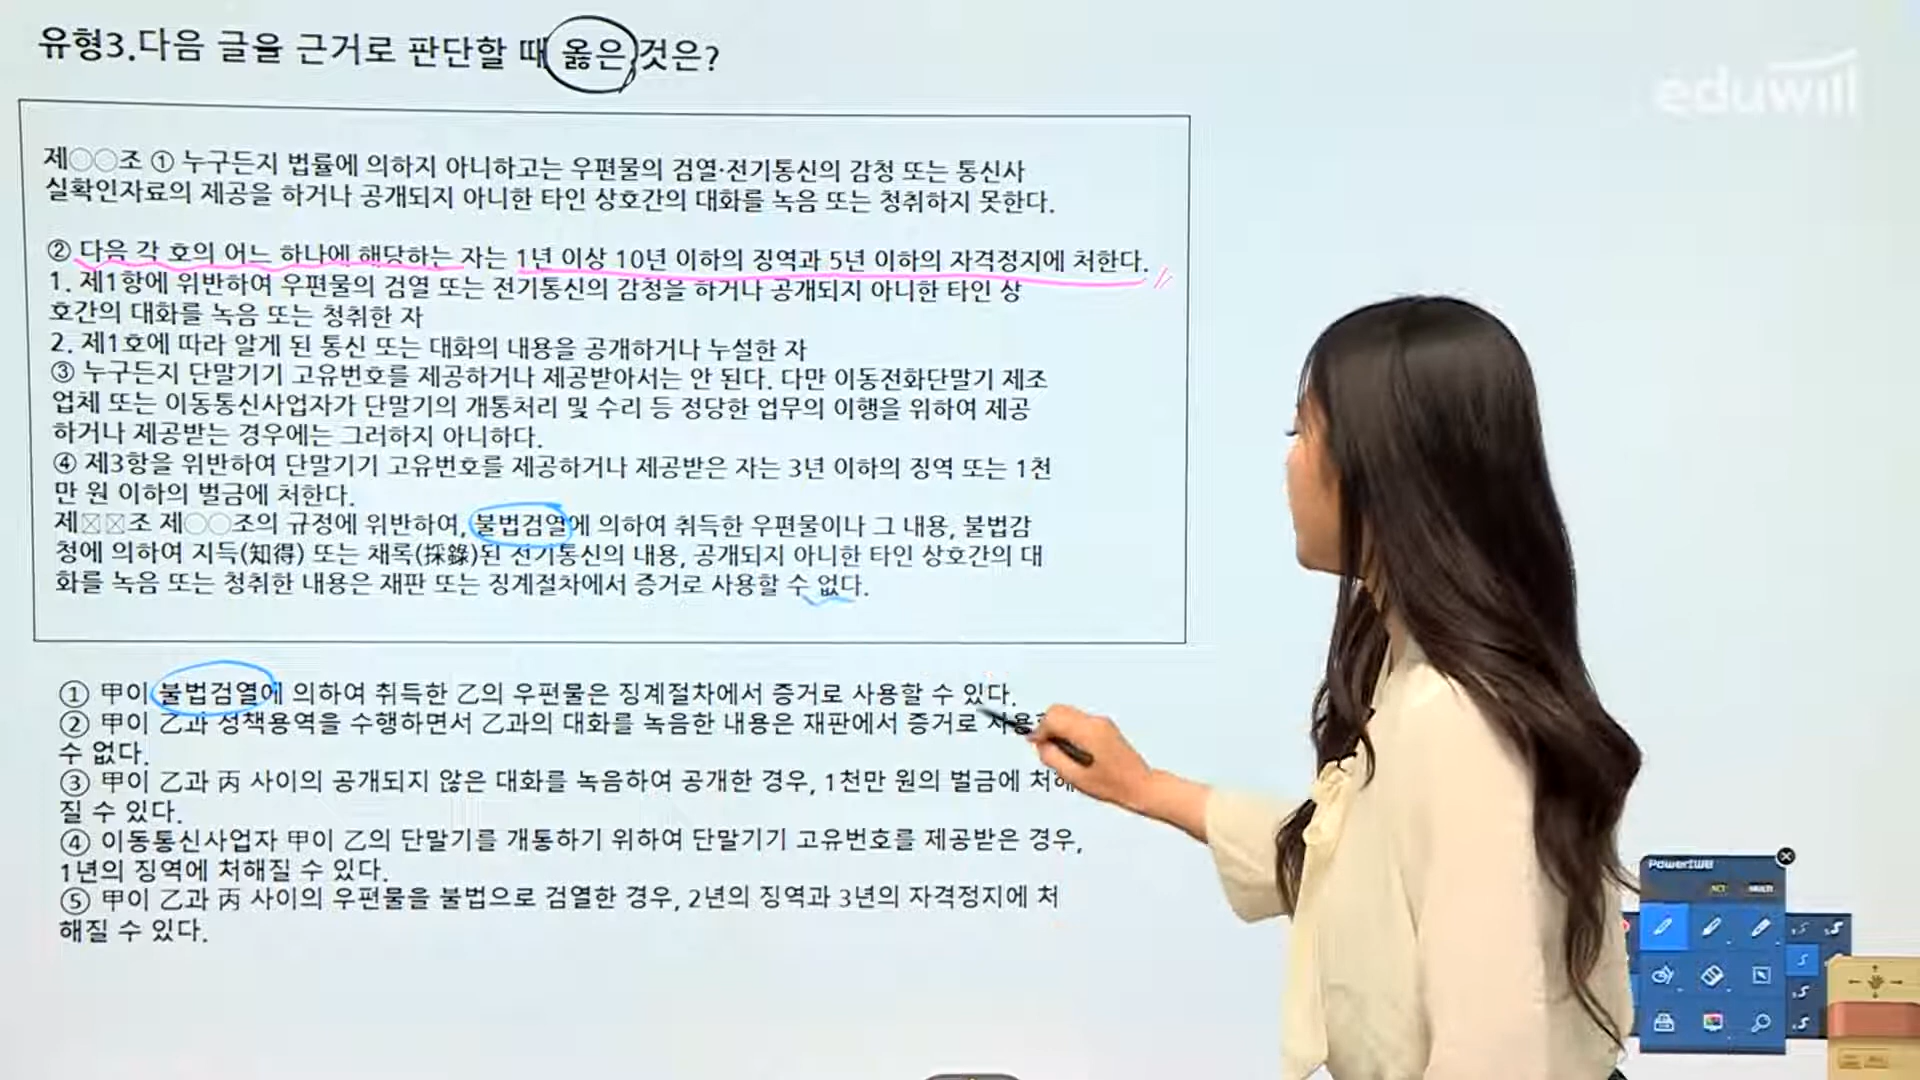 유형3.다음 글을 근거로 판단할 때 옳은 것은?
eduwill
제○○조 ① 누구든지 법률에 의하지 아니하고는 우편물의 검열·전기통신의 감청 또는 통신사
실확인자료의 제공을 하거나 공개되지 아니한 타인 상호간의 대화를 녹음 또는 청취하지 못한다.
② 다음 각 호의 어느 하나에 해당하는 자는 1년 이상 10년 이하의 징역과 5년 이하의 자격정지에 처한다.
1. 제1항에 위반하여 우편물의 검열 또는 전기통신의 감청을 하거나 공개되지 아니한 타인 상
호간의 대화를 녹음 또는 청취한 자
2. 제1호에 따라 알게 된 통신 또는 대화의 내용을 공개하거나 누설한 자
③ 누구든지 단말기기 고유번호를 제공하거나 제공받아서는 안 된다. 다만 이동전화단말기 제조
업체 또는 이동통신사업자가 단말기의 개통처리 및 수리 등 정당한 업무의 이행을 위하여 제공
하거나 제공받는 경우에는 그러하지 아니하다.
④ 제3항을 위반하여 단말기기 고유번호를 제공하거나 제공받은 자는 3년 이하의 징역 또는 1천
만 원 이하의 벌금에 처한다.
제☒☒조 제○○조의 규정에 위반하여, 불법검열에 의하여 취득한 우편물이나 그 내용, 불법감
청에 의하여 지득(知得) 또는 채록(採錄)된 전기통신의 내용, 공개되지 아니한 타인 상호간의 대
화를 녹음 또는 청취한 내용은 재판 또는 징계절차에서 증거로 사용할 수 없다.
① 甲이 불법검열에 의하여 취득한 乙의 우편물은 징계절차에서 증거로 사용할 수 있다.
② 甲이 乙과 정책용역을 수행하면서 乙과의 대화를 녹음한 내용은 재판에서 증거로
수 없다.
③ 甲이 乙과 丙 사이의 공개되지 않은 대화를 녹음하여 공개한 경우, 1천만 원의 벌금에 처해
질 수 있다.
④ 이동통신사업자 甲이 乙의 단말기를 개통하기 위하여 단말기기 고유번호를 제공받은 경우,
1년의 징역에 처해질 수 있다.
⑤ 甲이 乙과 丙 사이의 우편물을 불법으로 검열한 경우, 2년의 징역과 3년의 자격정지에 처
해질 수 있다.
PowerIWB
MULTI